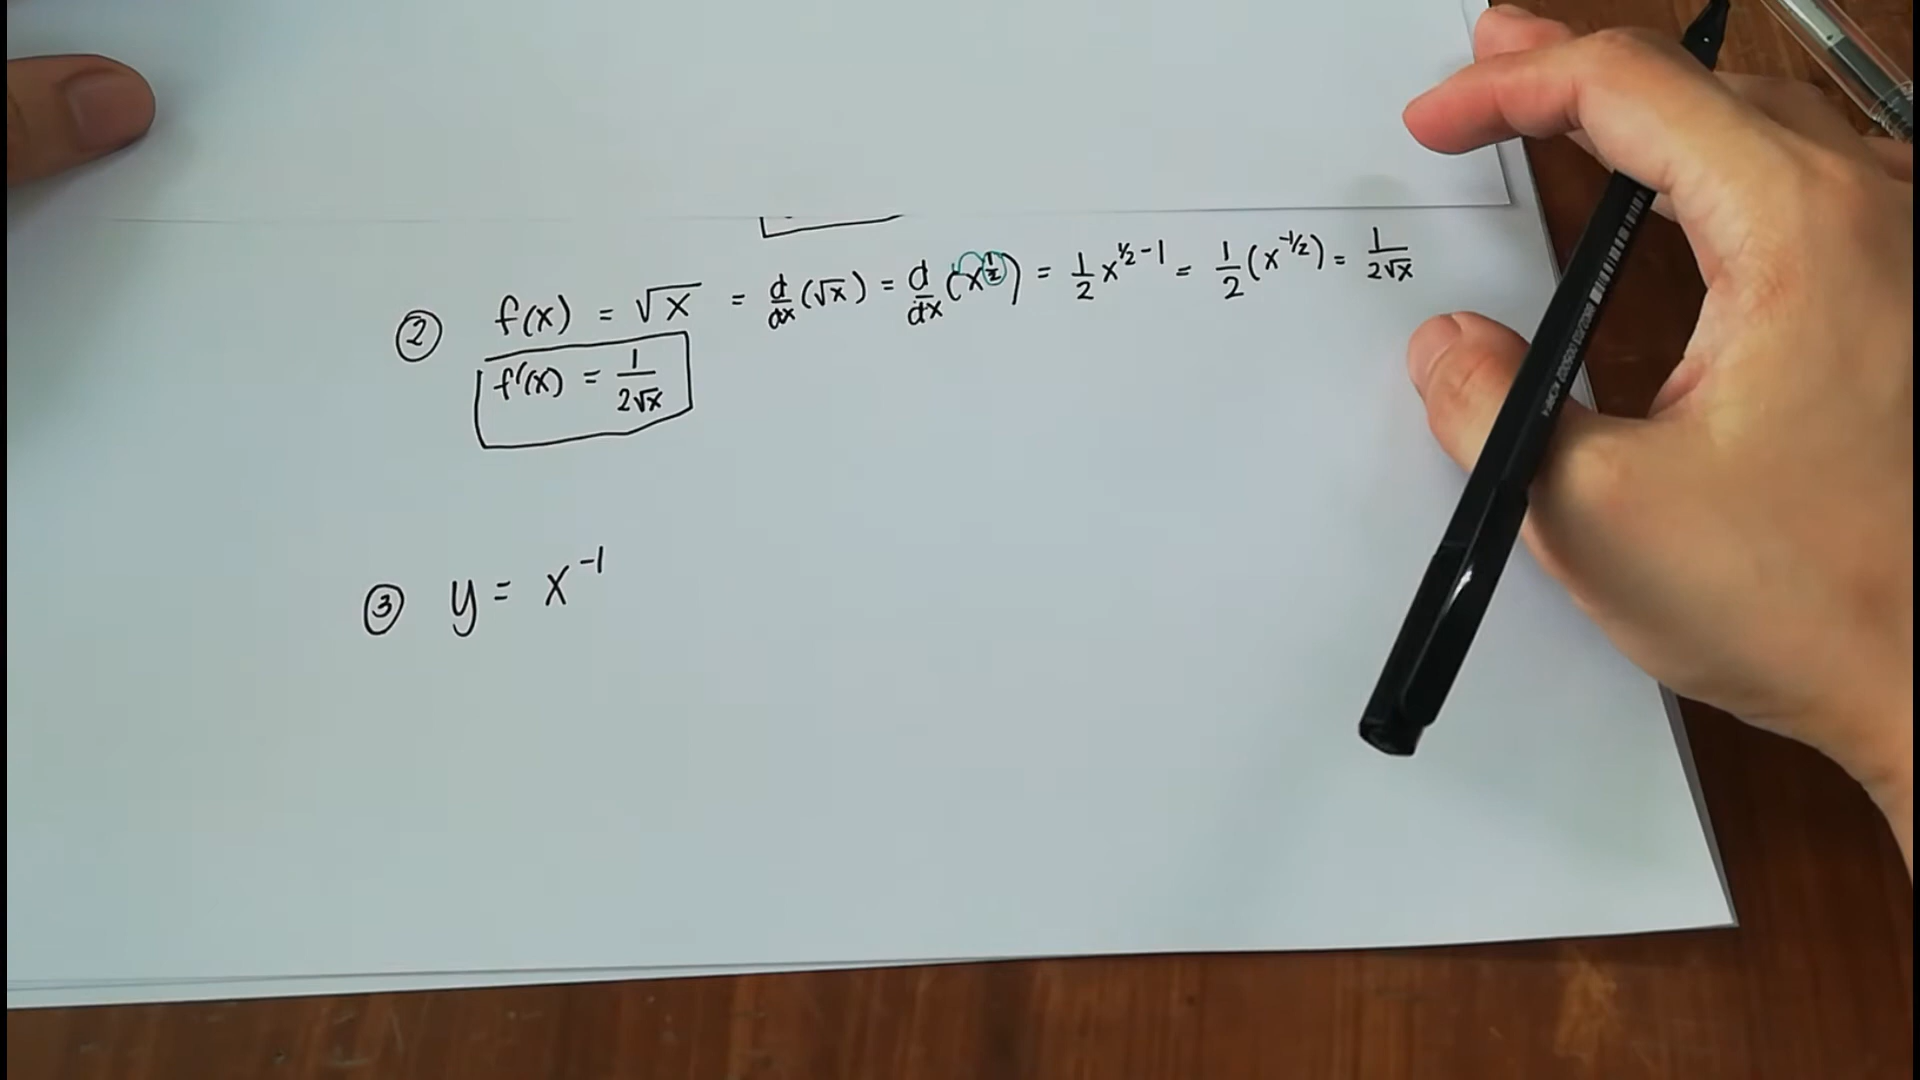 ② f(x) = √x = d/dx (√x) = d/dx (x^1/2) = 1/2 x^1/2-1 = 1/2 (x^-1/2) = 1/2√x
f'(x) = 1/2√x
③ y = x^-1